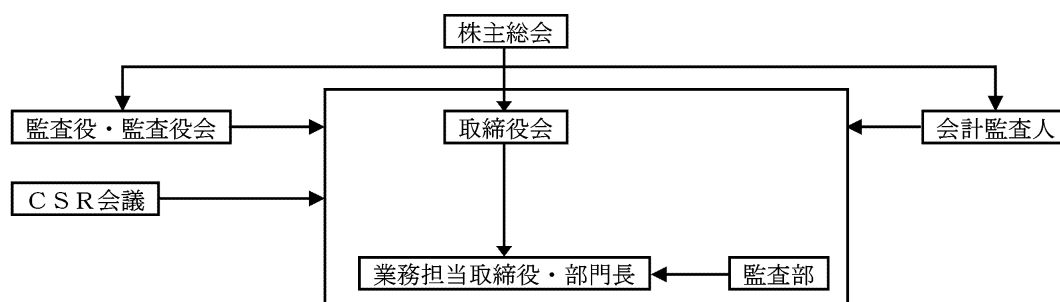 株主総会
監査役・監査役会
取締役会
会計監査人
ＣＳＲ会議
業務担当取締役・部門長
監査部